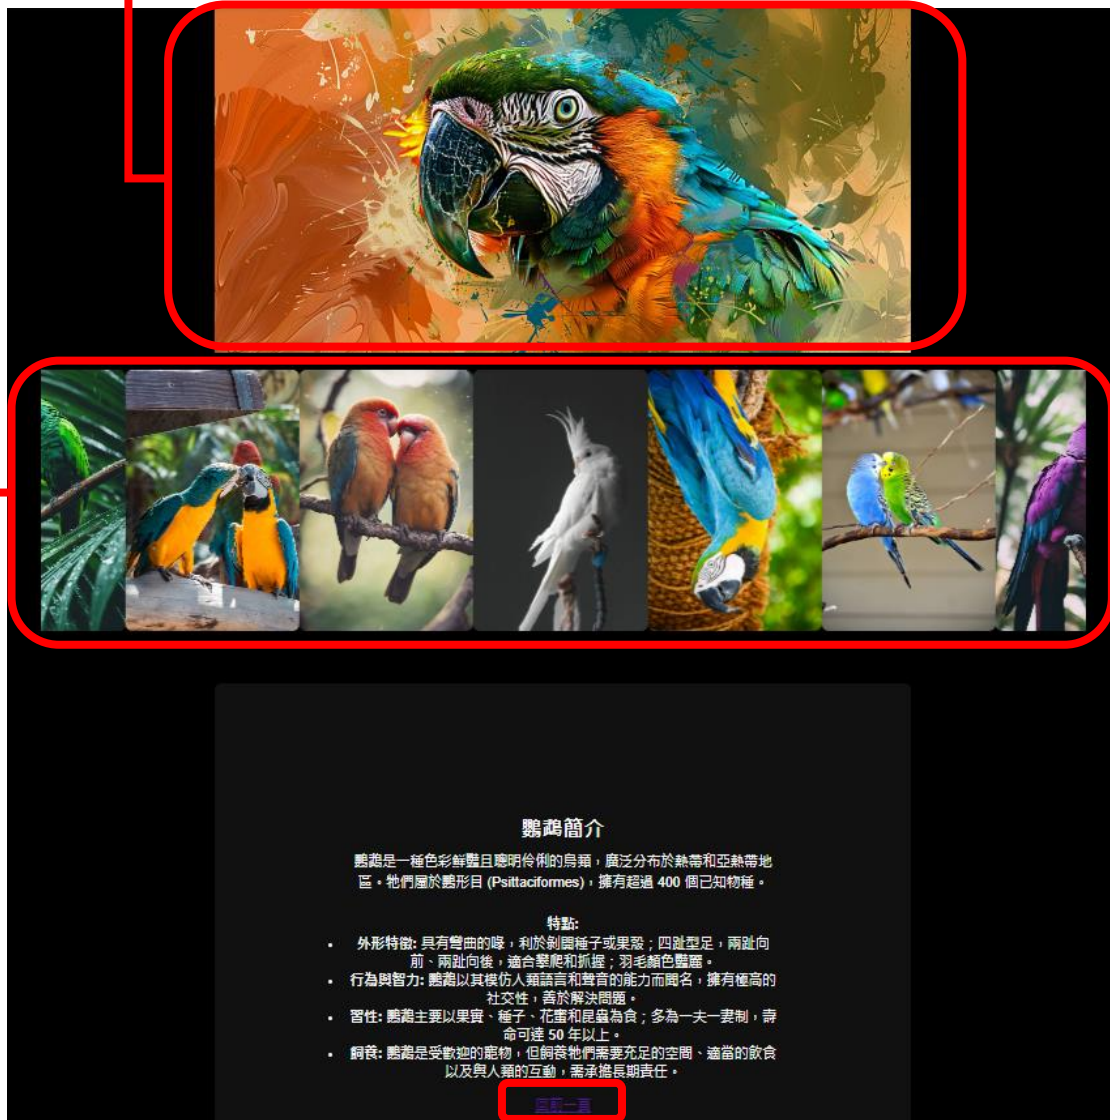 鸚鵡簡介
鸚鵡是一種色彩鮮豔且聰明伶俐的鳥類，廣泛分布於熱帶和亞熱帶地
區。牠們屬於鸚形目 (Psittaciformes)，擁有超過 400 個已知物種。
特點:
• 外形特徵: 具有彎曲的喙，利於剝開種子或果殼；四趾型足，兩趾向
前、兩趾向後，適合攀爬和抓握；羽毛顏色豔麗。
• 行為與智力: 鸚鵡以其模仿人類語言和聲音的能力而聞名，擁有極高的
社交性，善於解決問題。
• 習性: 鸚鵡主要以果實、種子、花蜜和昆蟲為食；多為一夫一妻制，壽
命可達 50 年以上。
• 飼養: 鸚鵡是受歡迎的寵物，但飼養牠們需要充足的空間、適當的飲食
以及與人類的互動，需承擔長期責任。
回前一頁